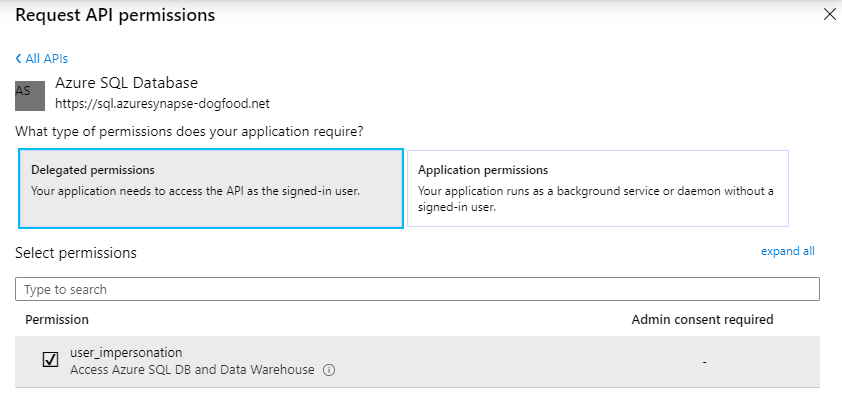 Request API permissions
All APIs
AS
Azure SQL Database
https://sql.azuresynapse-dogfood.net
What type of permissions does your application require?
Delegated permissions
Your application needs to access the API as the signed-in user.
Application permissions
Your application runs as a background service or daemon without a
signed-in user.
Select permissions
expand all
Type to search
Permission
Admin consent required
user_impersonation
Access Azure SQL DB and Data Warehouse
-